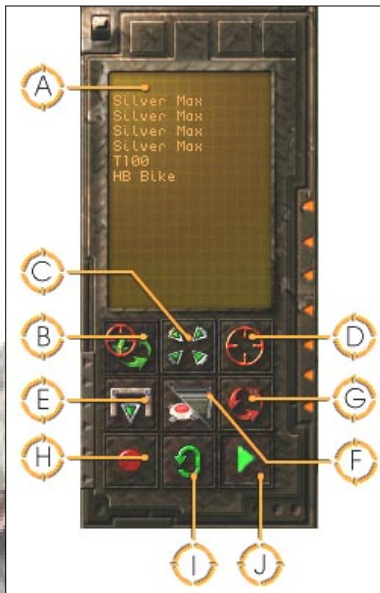 A
Silver Max
Silver Max
Silver Max
Silver Max
T100
HB Bike
C
B
D
E
G
F
H
I
J